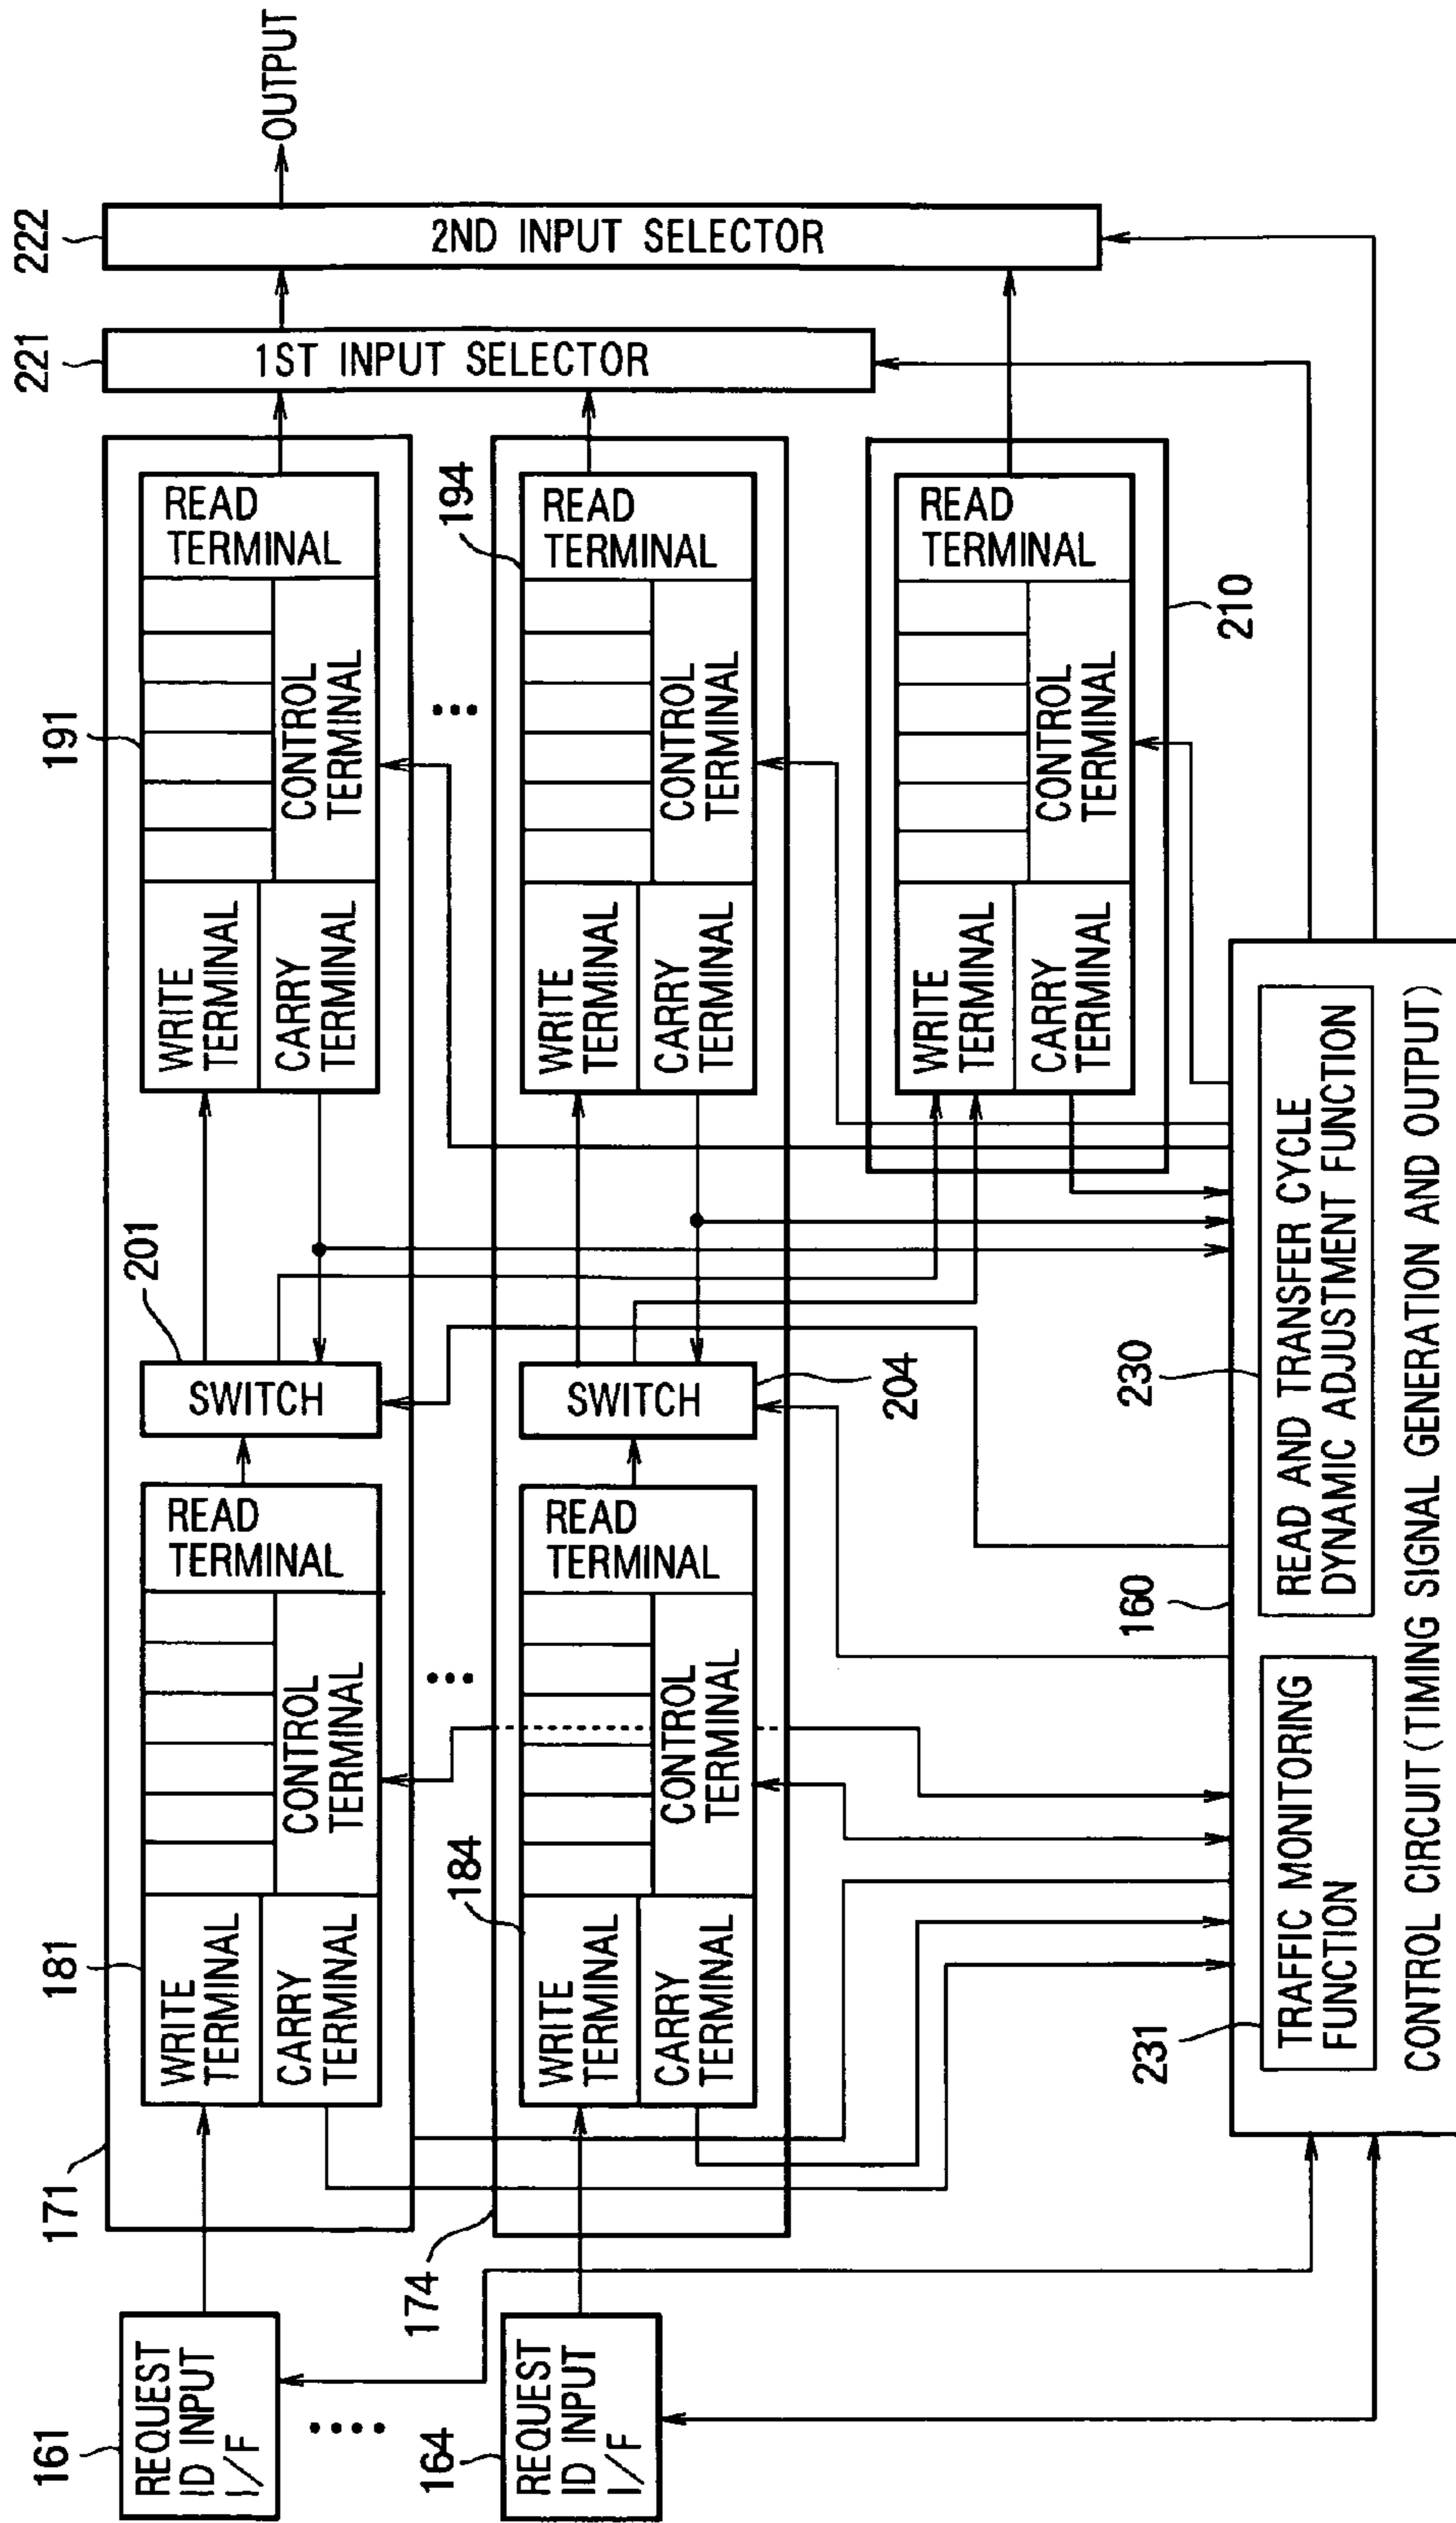 161
REQUEST
ID INPUT
I/F
171
181
WRITE
TERMINAL
CARRY
TERMINAL
CONTROL
TERMINAL
READ
TERMINAL
201
SWITCH
191
WRITE
TERMINAL
CARRY
TERMINAL
CONTROL
TERMINAL
READ
TERMINAL
221
1ST INPUT SELECTOR
222
2ND INPUT SELECTOR
OUTPUT
164
REQUEST
ID INPUT
I/F
174
184
WRITE
TERMINAL
CARRY
TERMINAL
CONTROL
TERMINAL
READ
TERMINAL
SWITCH
204
194
WRITE
TERMINAL
CARRY
TERMINAL
CONTROL
TERMINAL
READ
TERMINAL
WRITE
TERMINAL
CARRY
TERMINAL
CONTROL
TERMINAL
READ
TERMINAL
210
231
TRAFFIC MONITORING
FUNCTION
160
230
READ AND TRANSFER CYCLE
DYNAMIC ADJUSTMENT FUNCTION
CONTROL CIRCUIT(TIMING SIGNAL GENERATION AND OUTPUT)